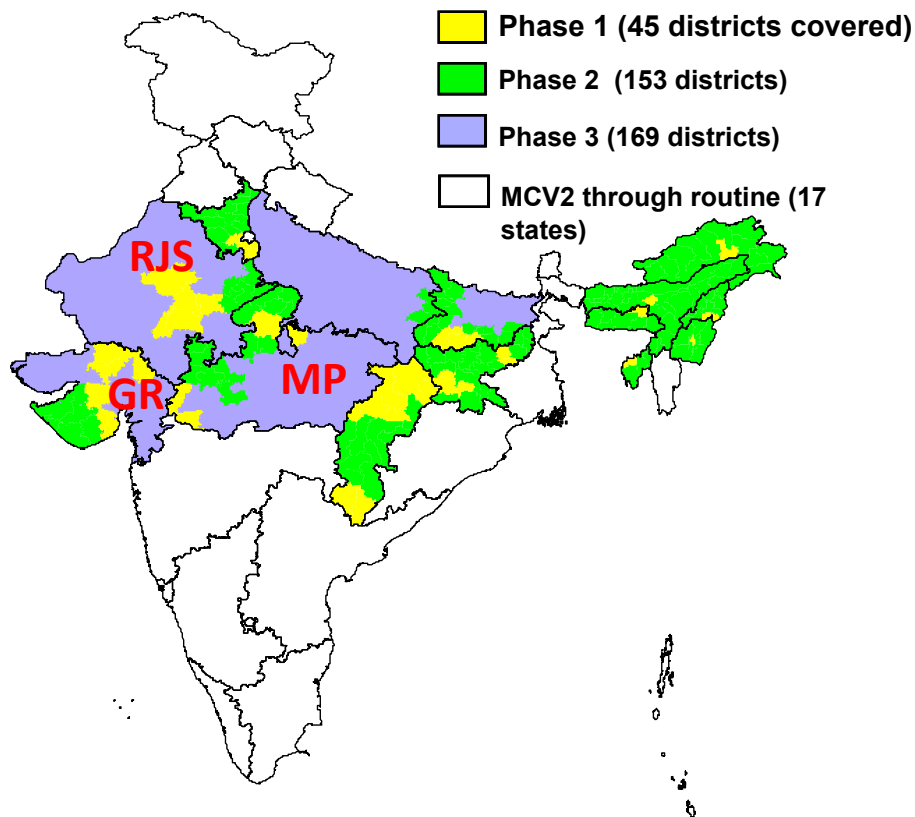 Phase 1 (45 districts covered)
Phase 2 (153 districts)
Phase 3 (169 districts)
MCV2 through routine (17
states)
RJS
GR
MP